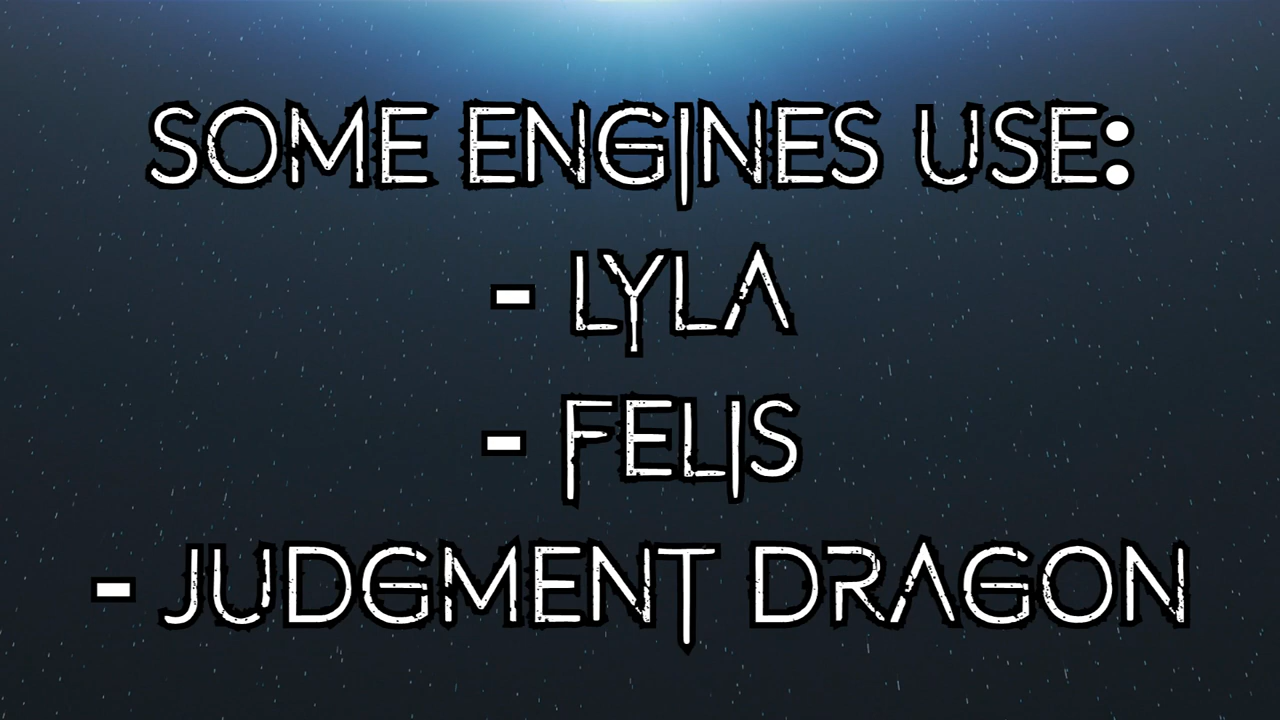 SOME ENGINES USE:
- LYLA
- FELIS
- JUDGMENT DRAGON